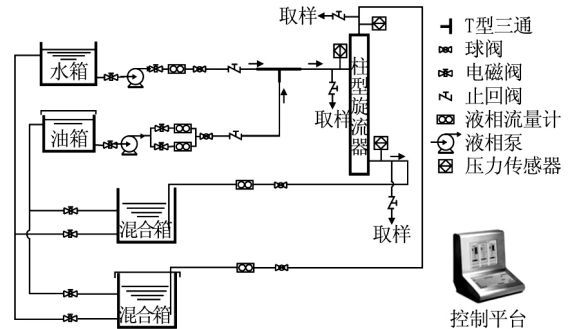 取样
T型三通
球阀
水箱
电磁阀
柱型旋流器
止回阀
取样
液相流量计
油箱
液相泵
压力传感器
混合箱
取样
混合箱
控制平台